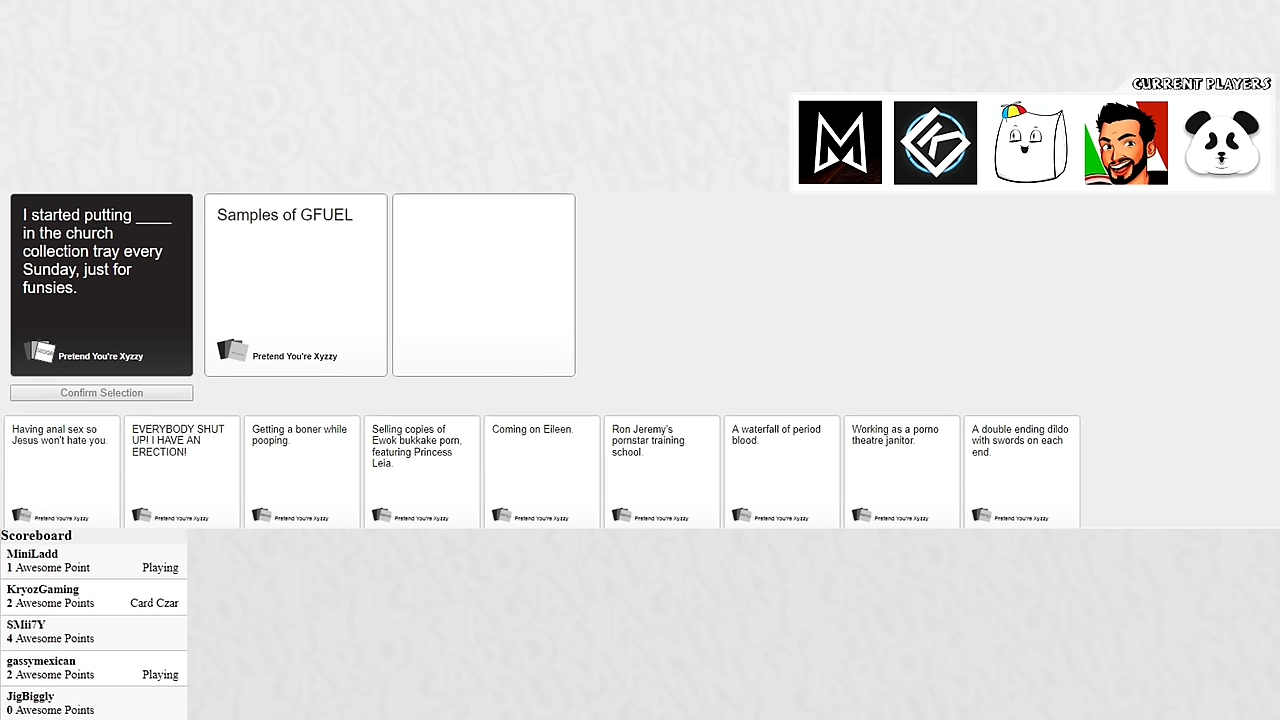 CURRENT PLAYERS
I started putting ____
in the church
collection tray every
Sunday, just for
funsies.
Pretend You're Xyzzy
Samples of GFUEL
Pretend You're Xyzzy
Confirm Selection
Having anal sex so
Jesus won't hate you.
Pretend You're Xyzzy
EVERYBODY SHUT
UP! I HAVE AN
ERECTION!
Pretend You're Xyzzy
Getting a boner while
pooping.
Pretend You're Xyzzy
Selling copies of
Ewok bukkake porn,
featuring Princess
Leia.
Pretend You're Xyzzy
Coming on Eileen.
Pretend You're Xyzzy
Ron Jeremy's
pornstar training
school.
Pretend You're Xyzzy
A waterfall of period
blood.
Pretend You're Xyzzy
Working as a porno
theatre janitor.
Pretend You're Xyzzy
A double ending dildo
with swords on each
end.
Pretend You're Xyzzy
Scoreboard
MiniLadd
1 Awesome Point Playing
KryozGaming
2 Awesome Points Card Czar
SMii7Y
4 Awesome Points
gassymexican
2 Awesome Points Playing
JigBiggly
0 Awesome Points